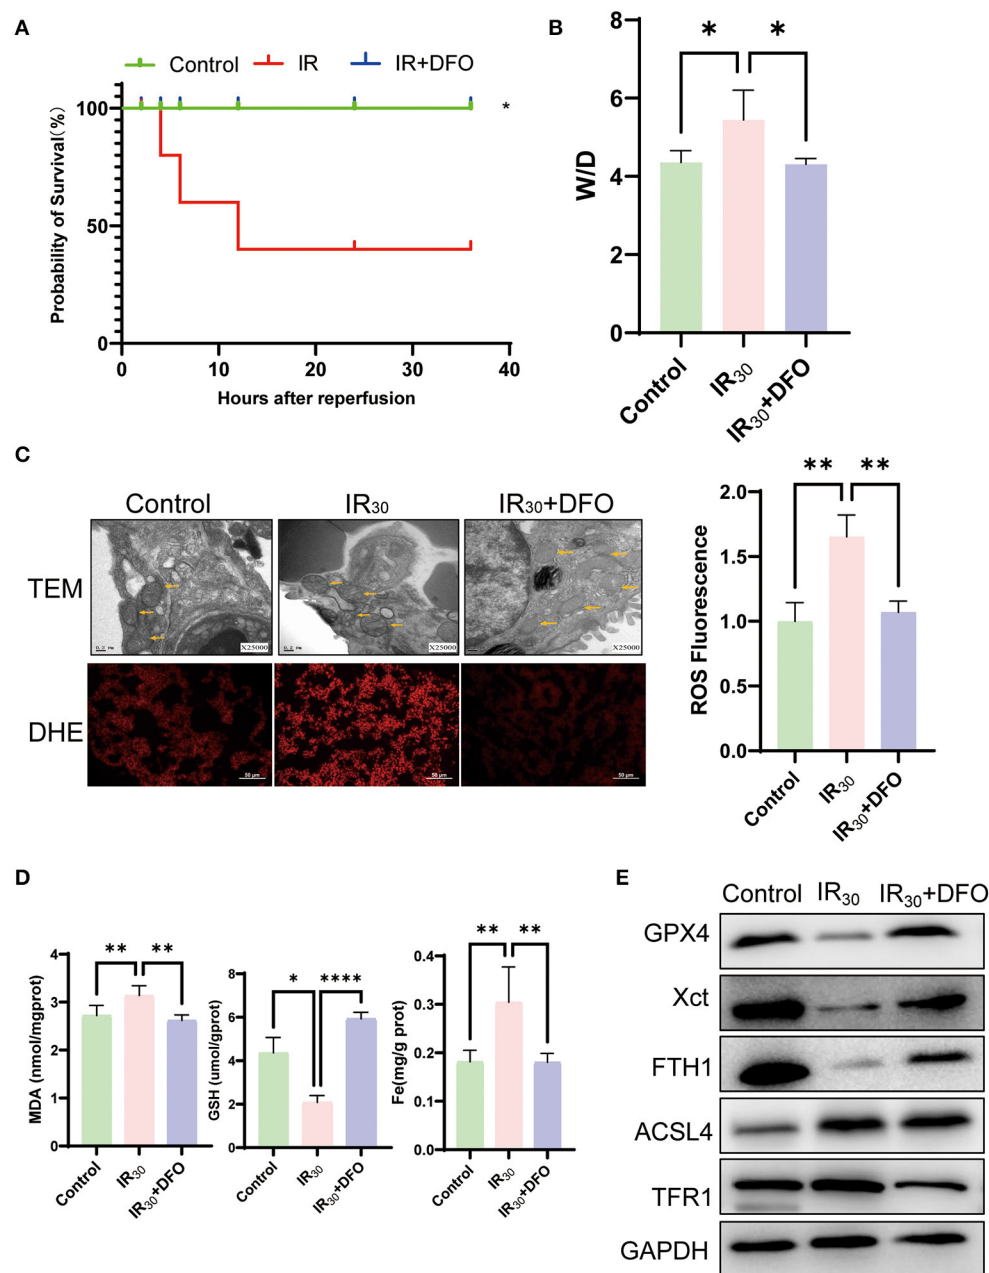 A
Control IR IR+DFO
Probability of Survival(%)
100
50
0
*
0 10 20 30 40
Hours after reperfusion
B
W/D
8
6
4
2
0
* *
Control
IR30
IR30+DFO
C
Control IR30 IR30+DFO
TEM
0.2 μm X25000
X25000
X25000
DHE
50 μm 50 μm 50 μm
ROS Fluorescence
2.0
1.5
1.0
0.5
0.0
** **
Control
IR30
IR30+DFO
D
MDA (nmol/mgprot)
4
3
2
1
0
** **
Control
IR30
IR30+DFO
GSH (umol/gprot)
8
6
4
2
0
* ****
Control
IR30
IR30+DFO
Fe(mg/g prot)
0.4
0.3
0.2
0.1
0.0
** **
Control
IR30
IR30+DFO
E
Control IR30 IR30+DFO
GPX4
Xct
FTH1
ACSL4
TFR1
GAPDH